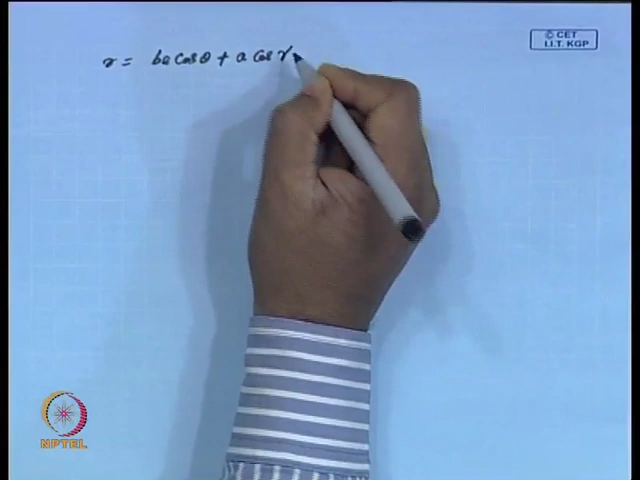 r = ba cos θ + a cos γ
© CET
I.I.T. KGP
NPTEL